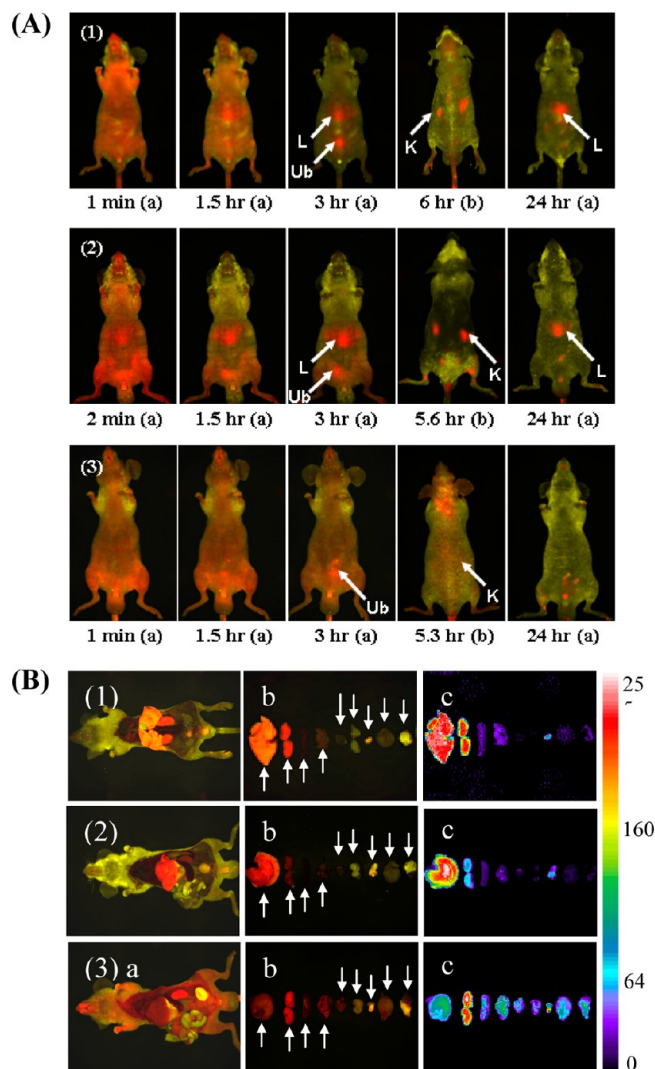 (A)
(1)
L
Ub
K
L
1 min (a) 1.5 hr (a) 3 hr (a) 6 hr (b) 24 hr (a)
(2)
L
Ub
K
L
2 min (a) 1.5 hr (a) 3 hr (a) 5.6 hr (b) 24 hr (a)
(3)
Ub
K
1 min (a) 1.5 hr (a) 3 hr (a) 5.3 hr (b) 24 hr (a)
(B)
(1) b c
25
160
(2) b c
64
(3) a b c
0